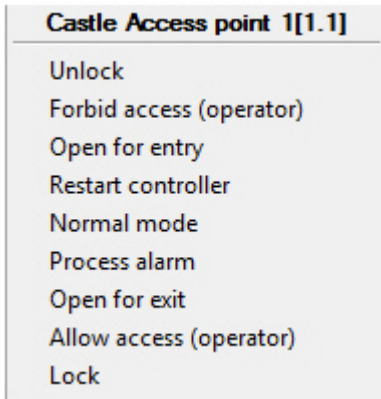 Castle Access point 1[1.1]
Unlock
Forbid access (operator)
Open for entry
Restart controller
Normal mode
Process alarm
Open for exit
Allow access (operator)
Lock